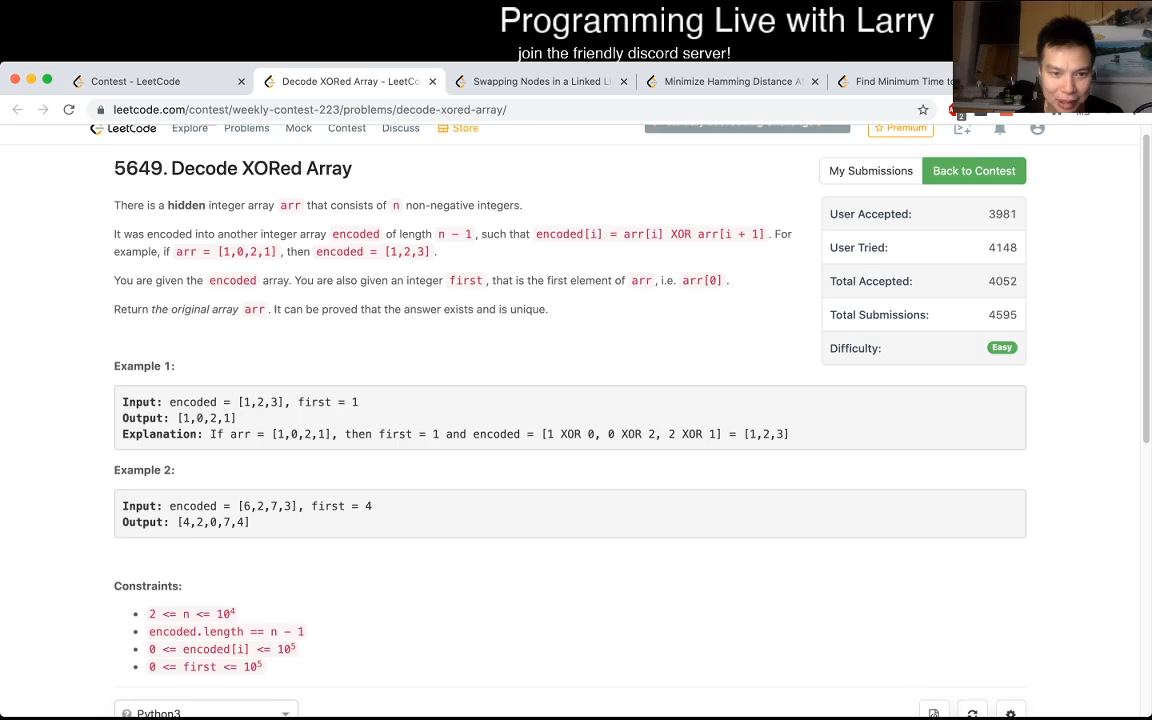 Programming Live with Larry
join the friendly discord server!
Contest - LeetCode
Decode XORed Array - LeetCo
Swapping Nodes in a Linked Li
Minimize Hamming Distance A
Find Minimum Time to
leetcode.com/contest/weekly-contest-223/problems/decode-xored-array/
2
LeetCode
Explore
Problems
Mock
Contest
Discuss
Store
Premium
5649. Decode XORed Array
My Submissions
Back to Contest
There is a hidden integer array arr that consists of n non-negative integers.
It was encoded into another integer array encoded of length n - 1, such that encoded[i] = arr[i] XOR arr[i + 1]. For
example, if arr = [1,0,2,1], then encoded = [1,2,3].
You are given the encoded array. You are also given an integer first, that is the first element of arr, i.e. arr[0].
Return the original array arr. It can be proved that the answer exists and is unique.
User Accepted: 3981
User Tried: 4148
Total Accepted: 4052
Total Submissions: 4595
Difficulty: Easy
Example 1:
Input: encoded = [1,2,3], first = 1
Output: [1,0,2,1]
Explanation: If arr = [1,0,2,1], then first = 1 and encoded = [1 XOR 0, 0 XOR 2, 2 XOR 1] = [1,2,3]
Example 2:
Input: encoded = [6,2,7,3], first = 4
Output: [4,2,0,7,4]
Constraints:
2 <= n <= 10⁴
encoded.length == n - 1
0 <= encoded[i] <= 10⁵
0 <= first <= 10⁵
Python3